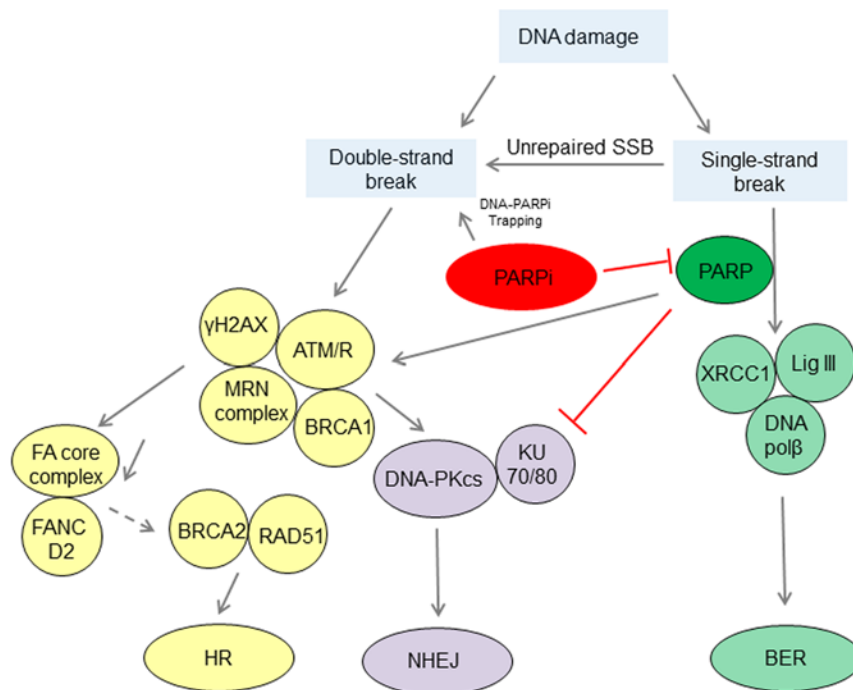 DNA damage
Double-strand
break
Unrepaired SSB
Single-strand
break
DNA-PARPi
Trapping
PARPi
PARP
γH2AX
ATM/R
MRN
complex
BRCA1
XRCC1
Lig III
DNA
polβ
FA core
complex
FANC
D2
BRCA2
RAD51
DNA-PKcs
KU
70/80
HR
NHEJ
BER